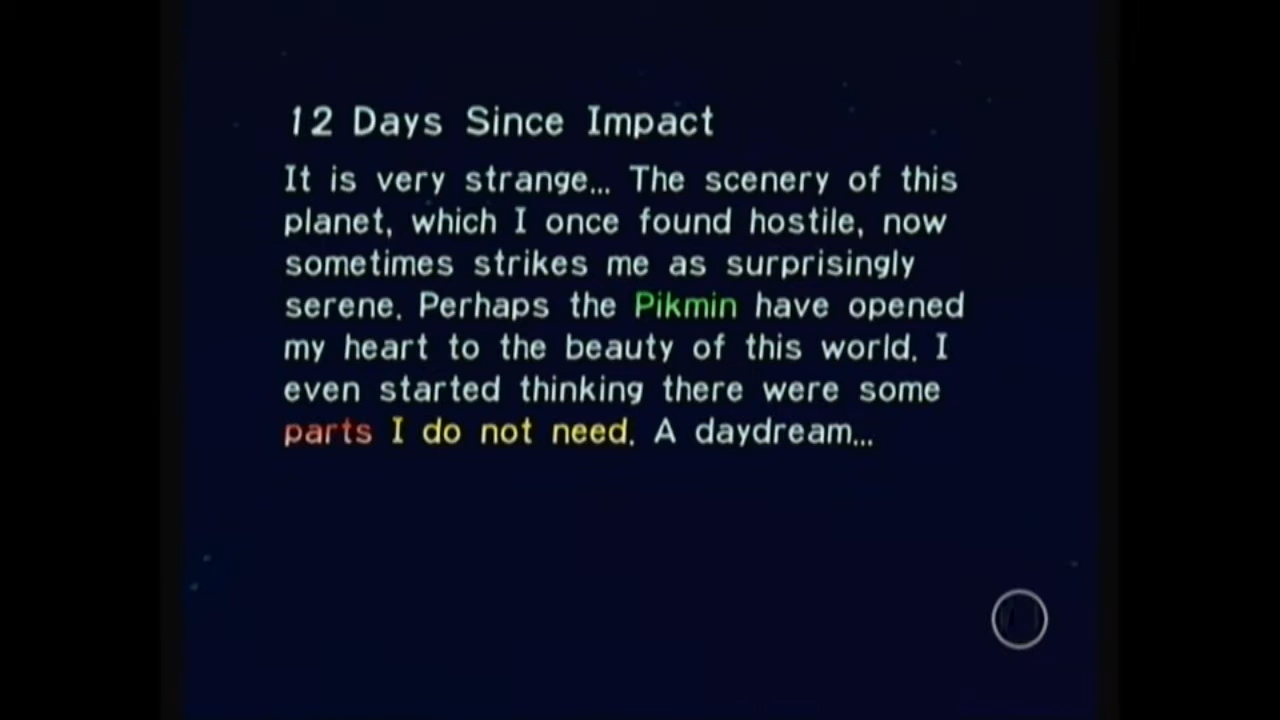 12 Days Since Impact
It is very strange... The scenery of this
planet, which I once found hostile, now
sometimes strikes me as surprisingly
serene. Perhaps the Pikmin have opened
my heart to the beauty of this world. I
even started thinking there were some
parts I do not need. A daydream...